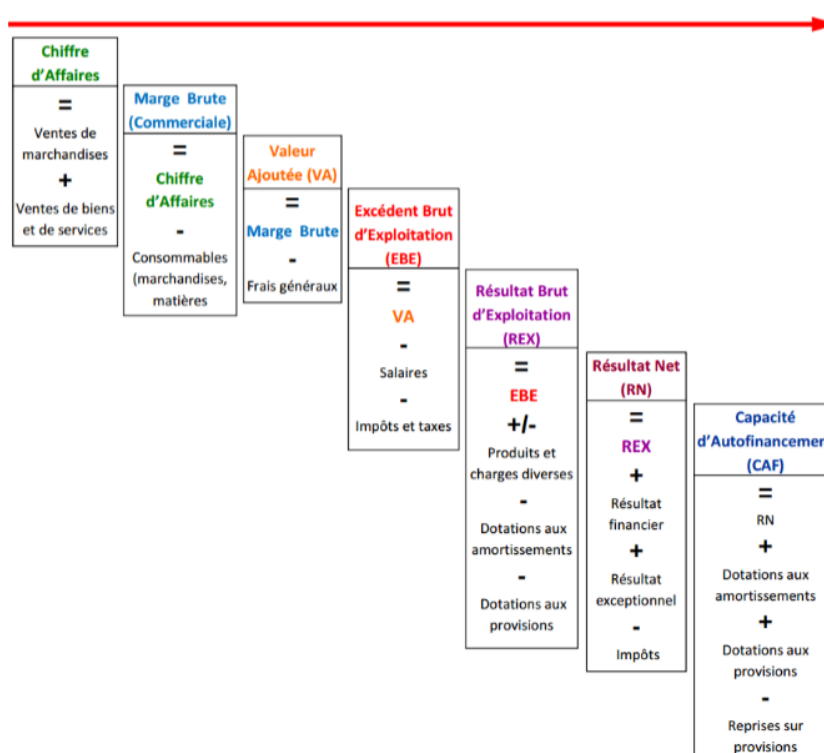 Chiffre
d'Affaires
=
Ventes de
marchandises
+
Ventes de biens
et de services
Marge Brute
(Commerciale)
=
Chiffre
d'Affaires
-
Consommables
(marchandises,
matières
Valeur
Ajoutée (VA)
=
Marge Brute
-
Frais généraux
Excédent Brut
d'Exploitation
(EBE)
=
VA
-
Salaires
-
Impôts et taxes
Résultat Brut
d'Exploitation
(REX)
=
EBE
+/-
Produits et
charges diverses
-
Dotations aux
amortissements
-
Dotations aux
provisions
Résultat Net
(RN)
=
REX
+
Résultat
financier
+
Résultat
exceptionnel
-
Impôts
Capacité
d'Autofinancemen
(CAF)
=
RN
+
Dotations aux
amortissements
+
Dotations aux
provisions
-
Reprises sur
provisions